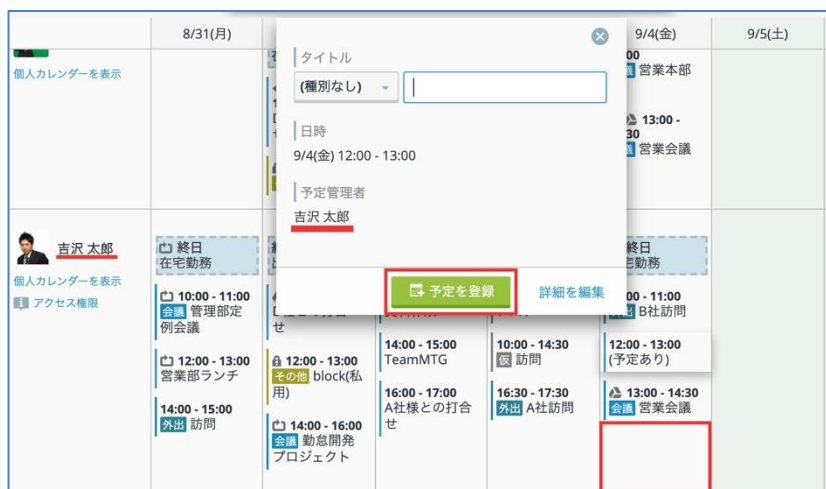 8/31(月)
9/4(金)
9/5(土)
個人カレンダーを表示
タイトル
(種別なし)
日時
9/4(金) 12:00 - 13:00
予定管理者
吉沢 太郎
予定を登録
詳細を編集
00
営業本部
13:00 -
30
営業会議
吉沢 太郎
個人カレンダーを表示
アクセス権限
終日
在宅勤務
10:00 - 11:00
会議 管理部定
例会議
12:00 - 13:00
営業部ランチ
14:00 - 15:00
外出 訪問
せ
12:00 - 13:00
その他 block(私
用)
14:00 - 16:00
会議 勤怠開発
プロジェクト
14:00 - 15:00
TeamMTG
16:00 - 17:00
A社様との打合
せ
10:00 - 14:30
仮 訪問
16:30 - 17:30
外出 A社訪問
終日
宅勤務
00 - 11:00
B社訪問
12:00 - 13:00
(予定あり)
13:00 - 14:30
会議 営業会議